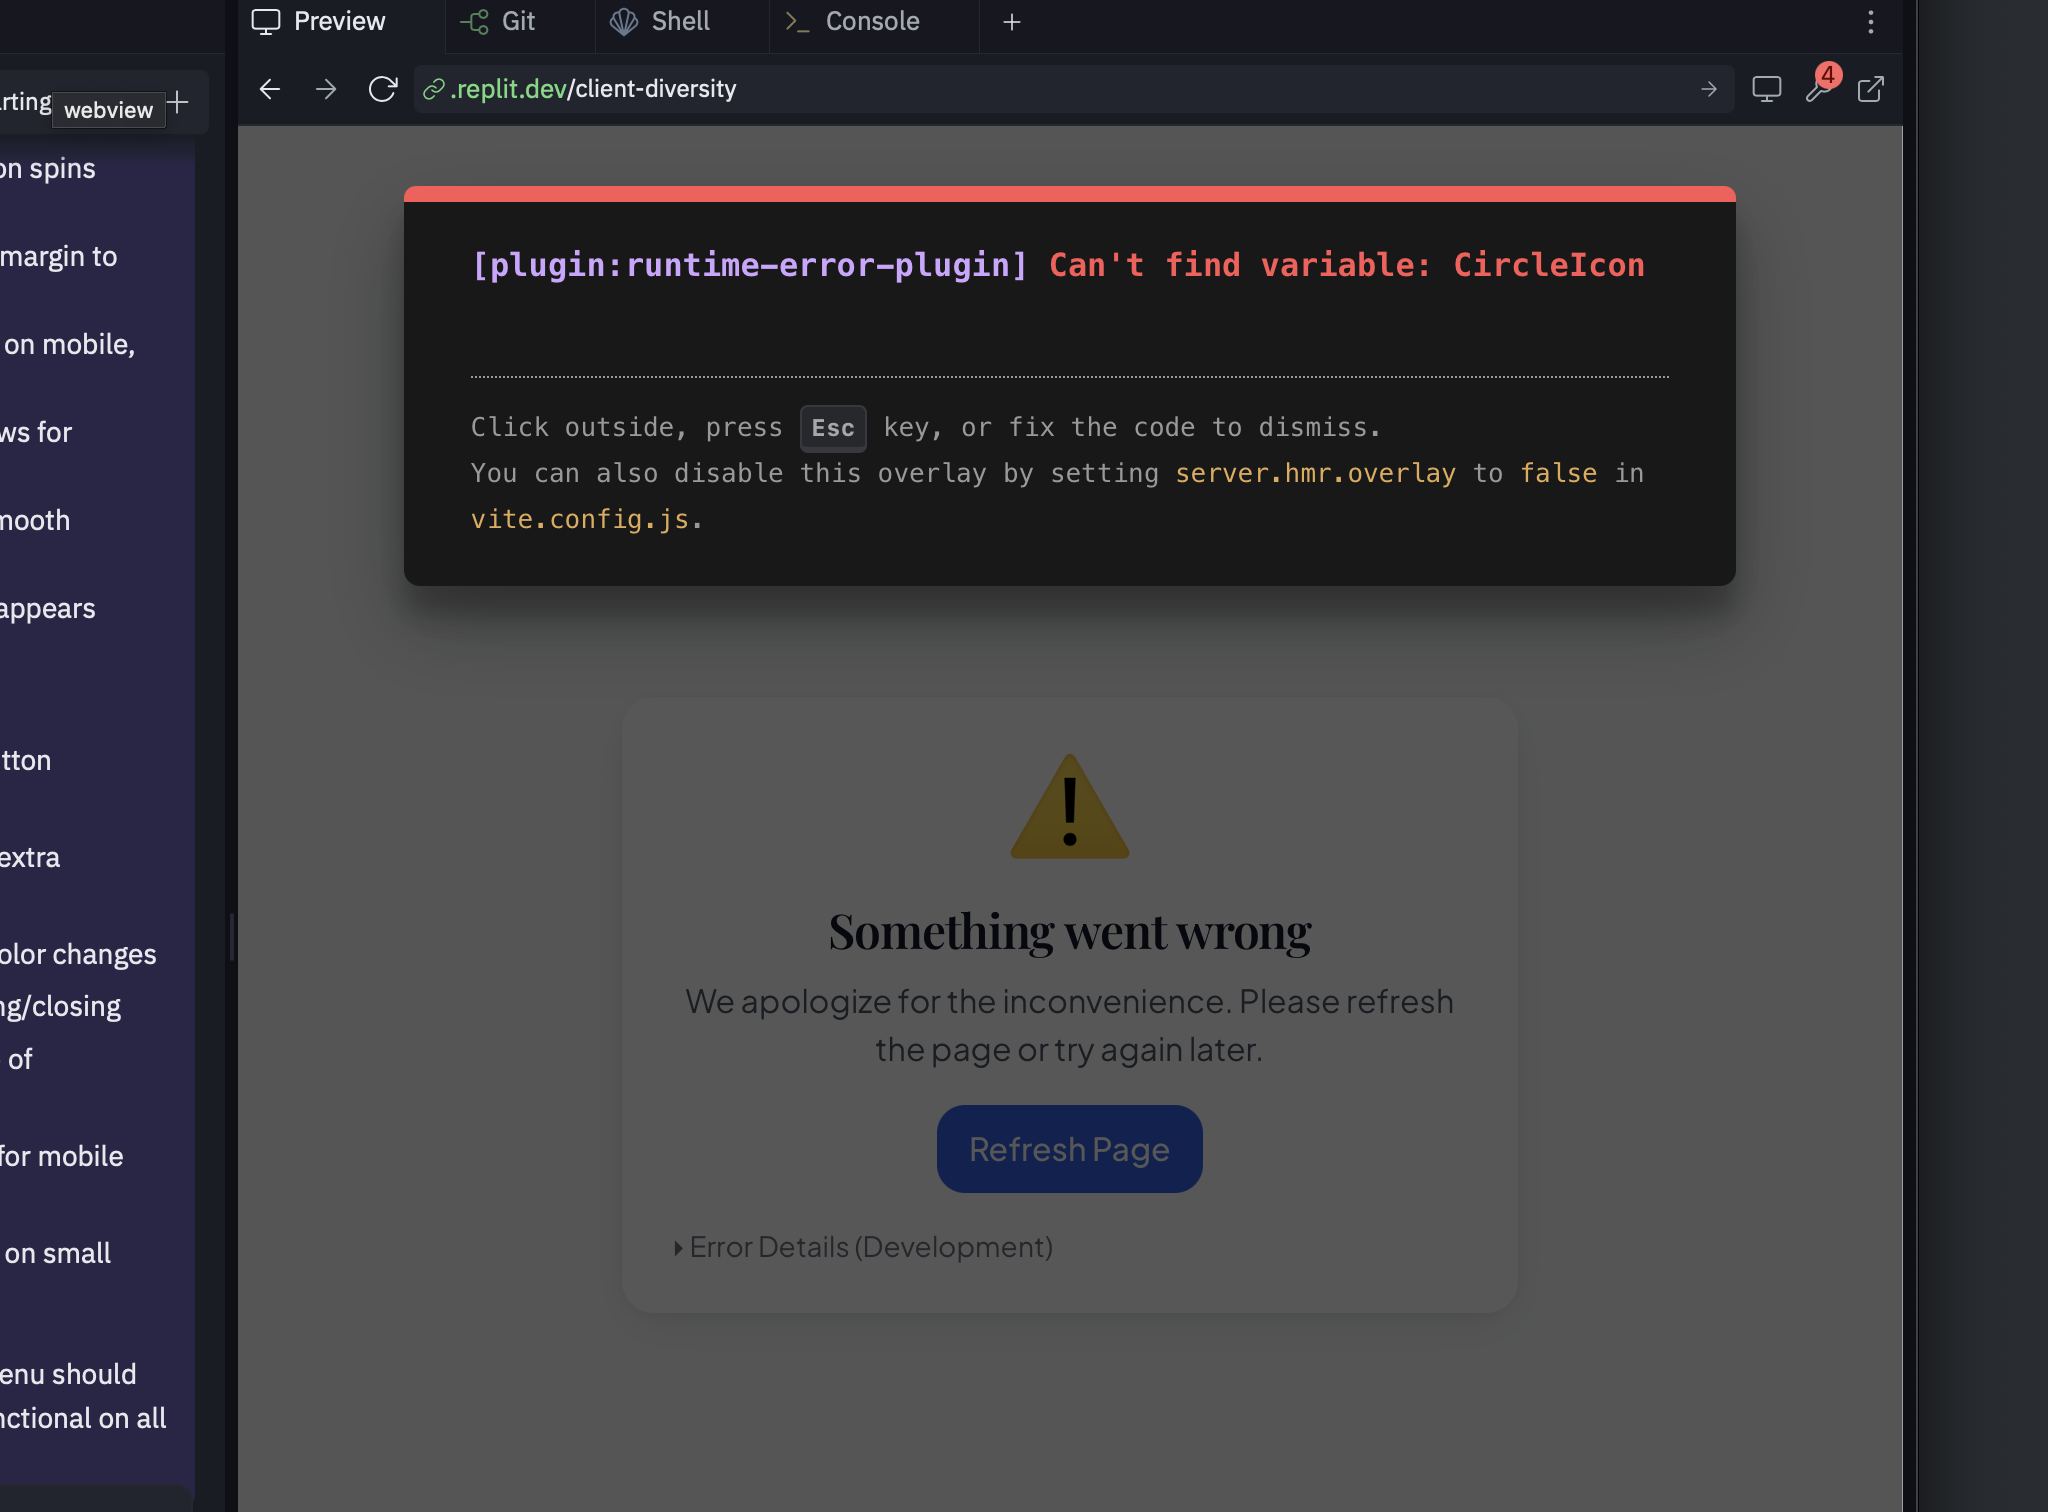 Preview
Git
Shell
Console
.replit.dev/client-diversity
4
rting
webview
on spins
margin to
on mobile,
ws for
mooth
appears
tton
extra
olor changes
ng/closing
of
for mobile
on small
enu should
nctional on all
[plugin:runtime-error-plugin] Can't find variable: CircleIcon
Click outside, press Esc key, or fix the code to dismiss.
You can also disable this overlay by setting server.hmr.overlay to false in
vite.config.js.
Something went wrong
We apologize for the inconvenience. Please refresh
the page or try again later.
Refresh Page
Error Details (Development)